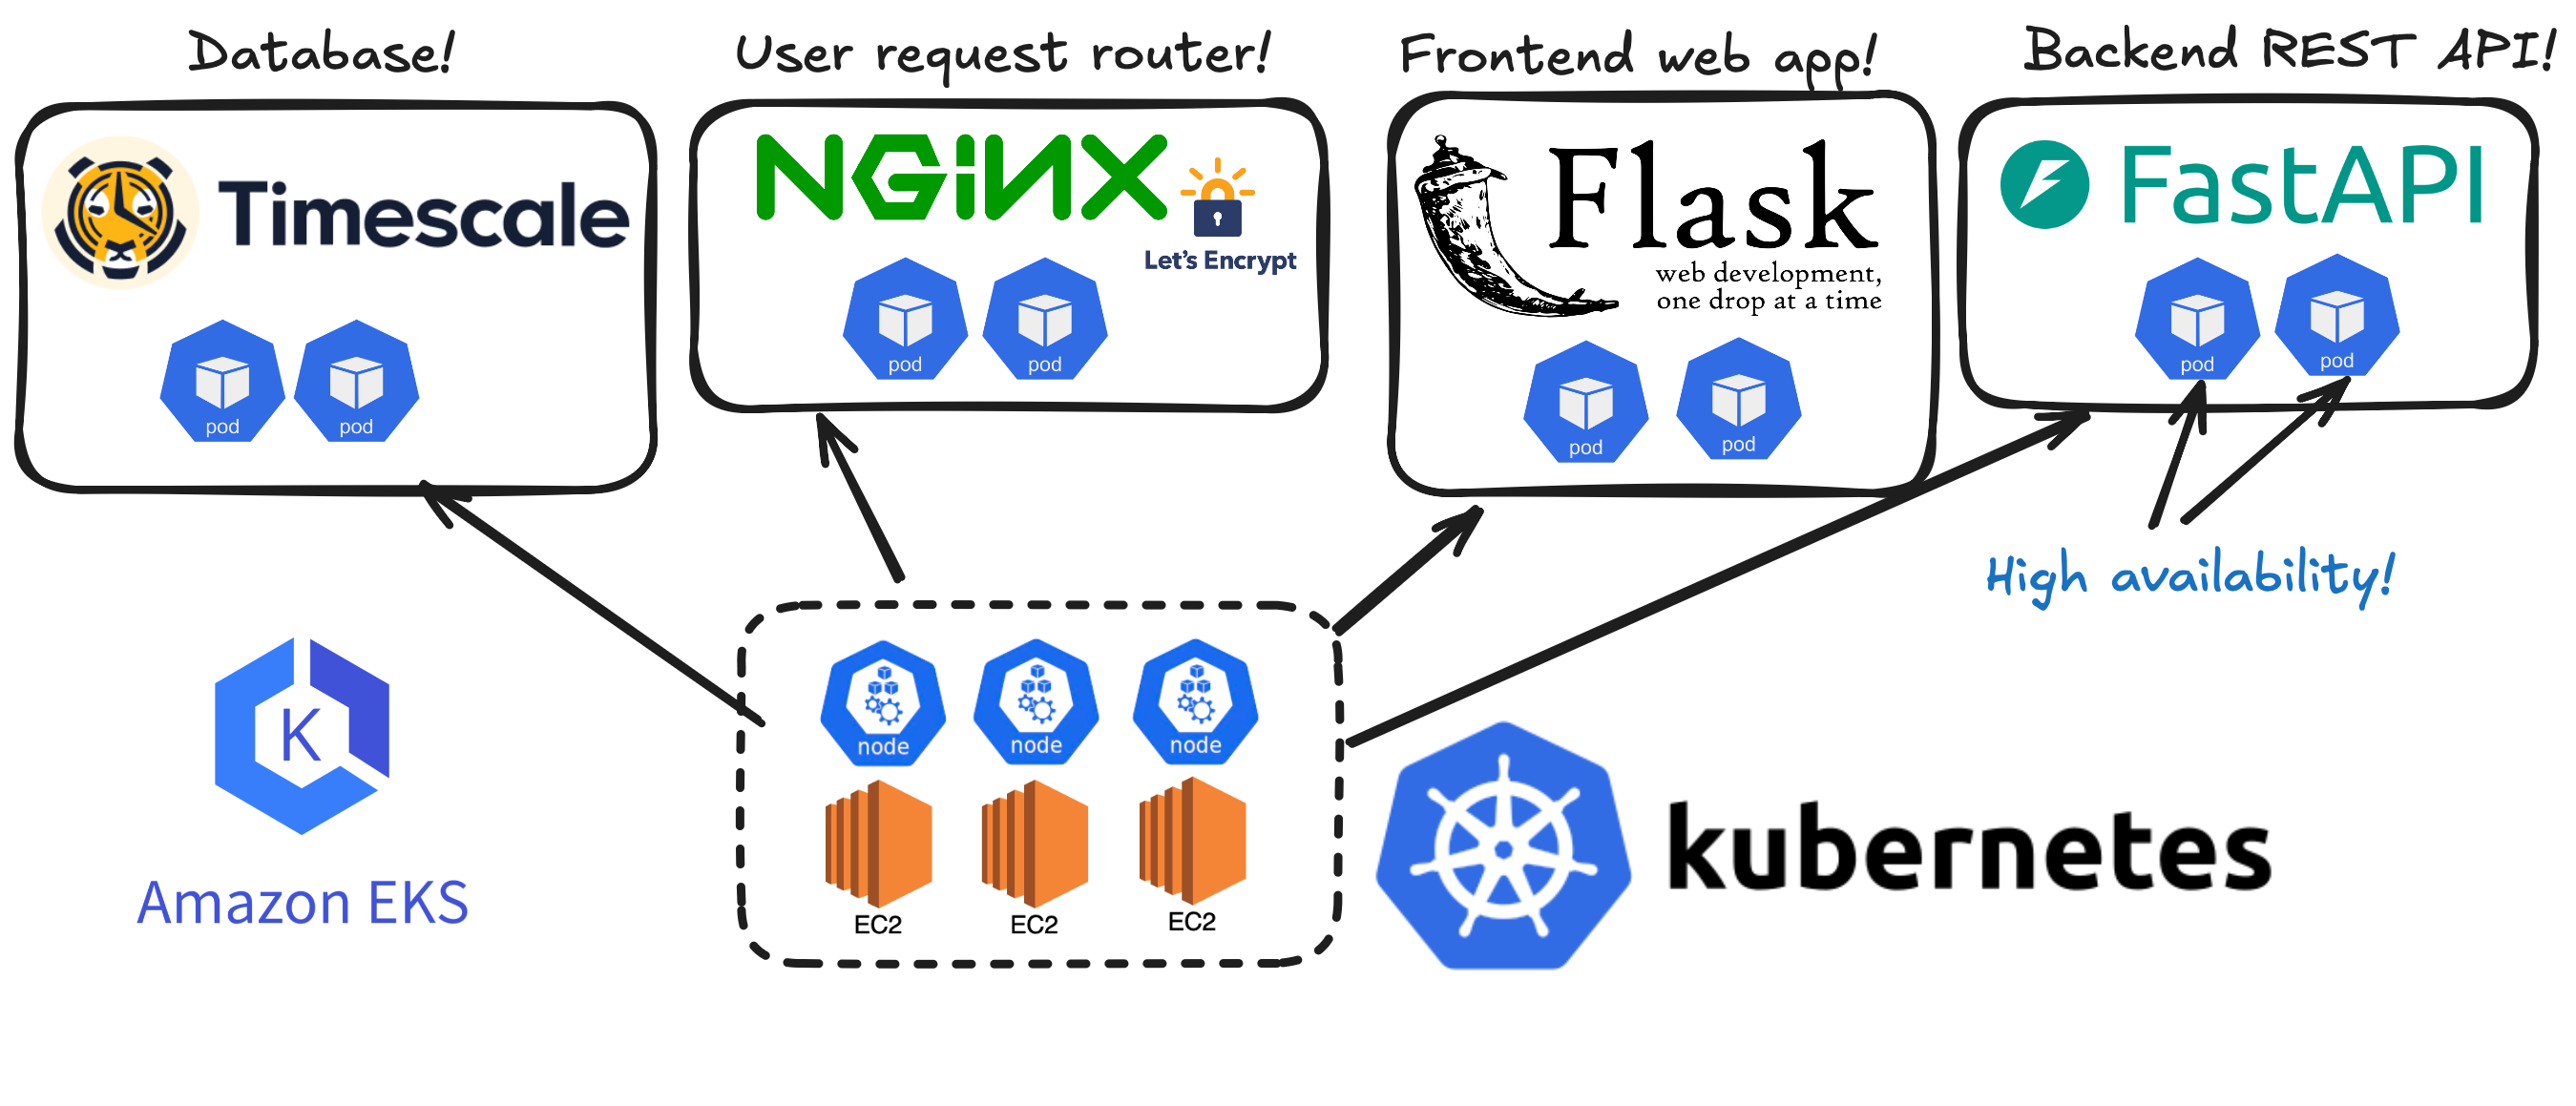 Database!
User request router!
Frontend web app!
Backend REST API!
Timescale
pod
pod
NGiNX
Let's Encrypt
pod
pod
Flask
web development,
one drop at a time
pod
pod
FastAPI
pod
pod
High availability!
K
Amazon EKS
node
node
node
EC2
EC2
EC2
kubernetes